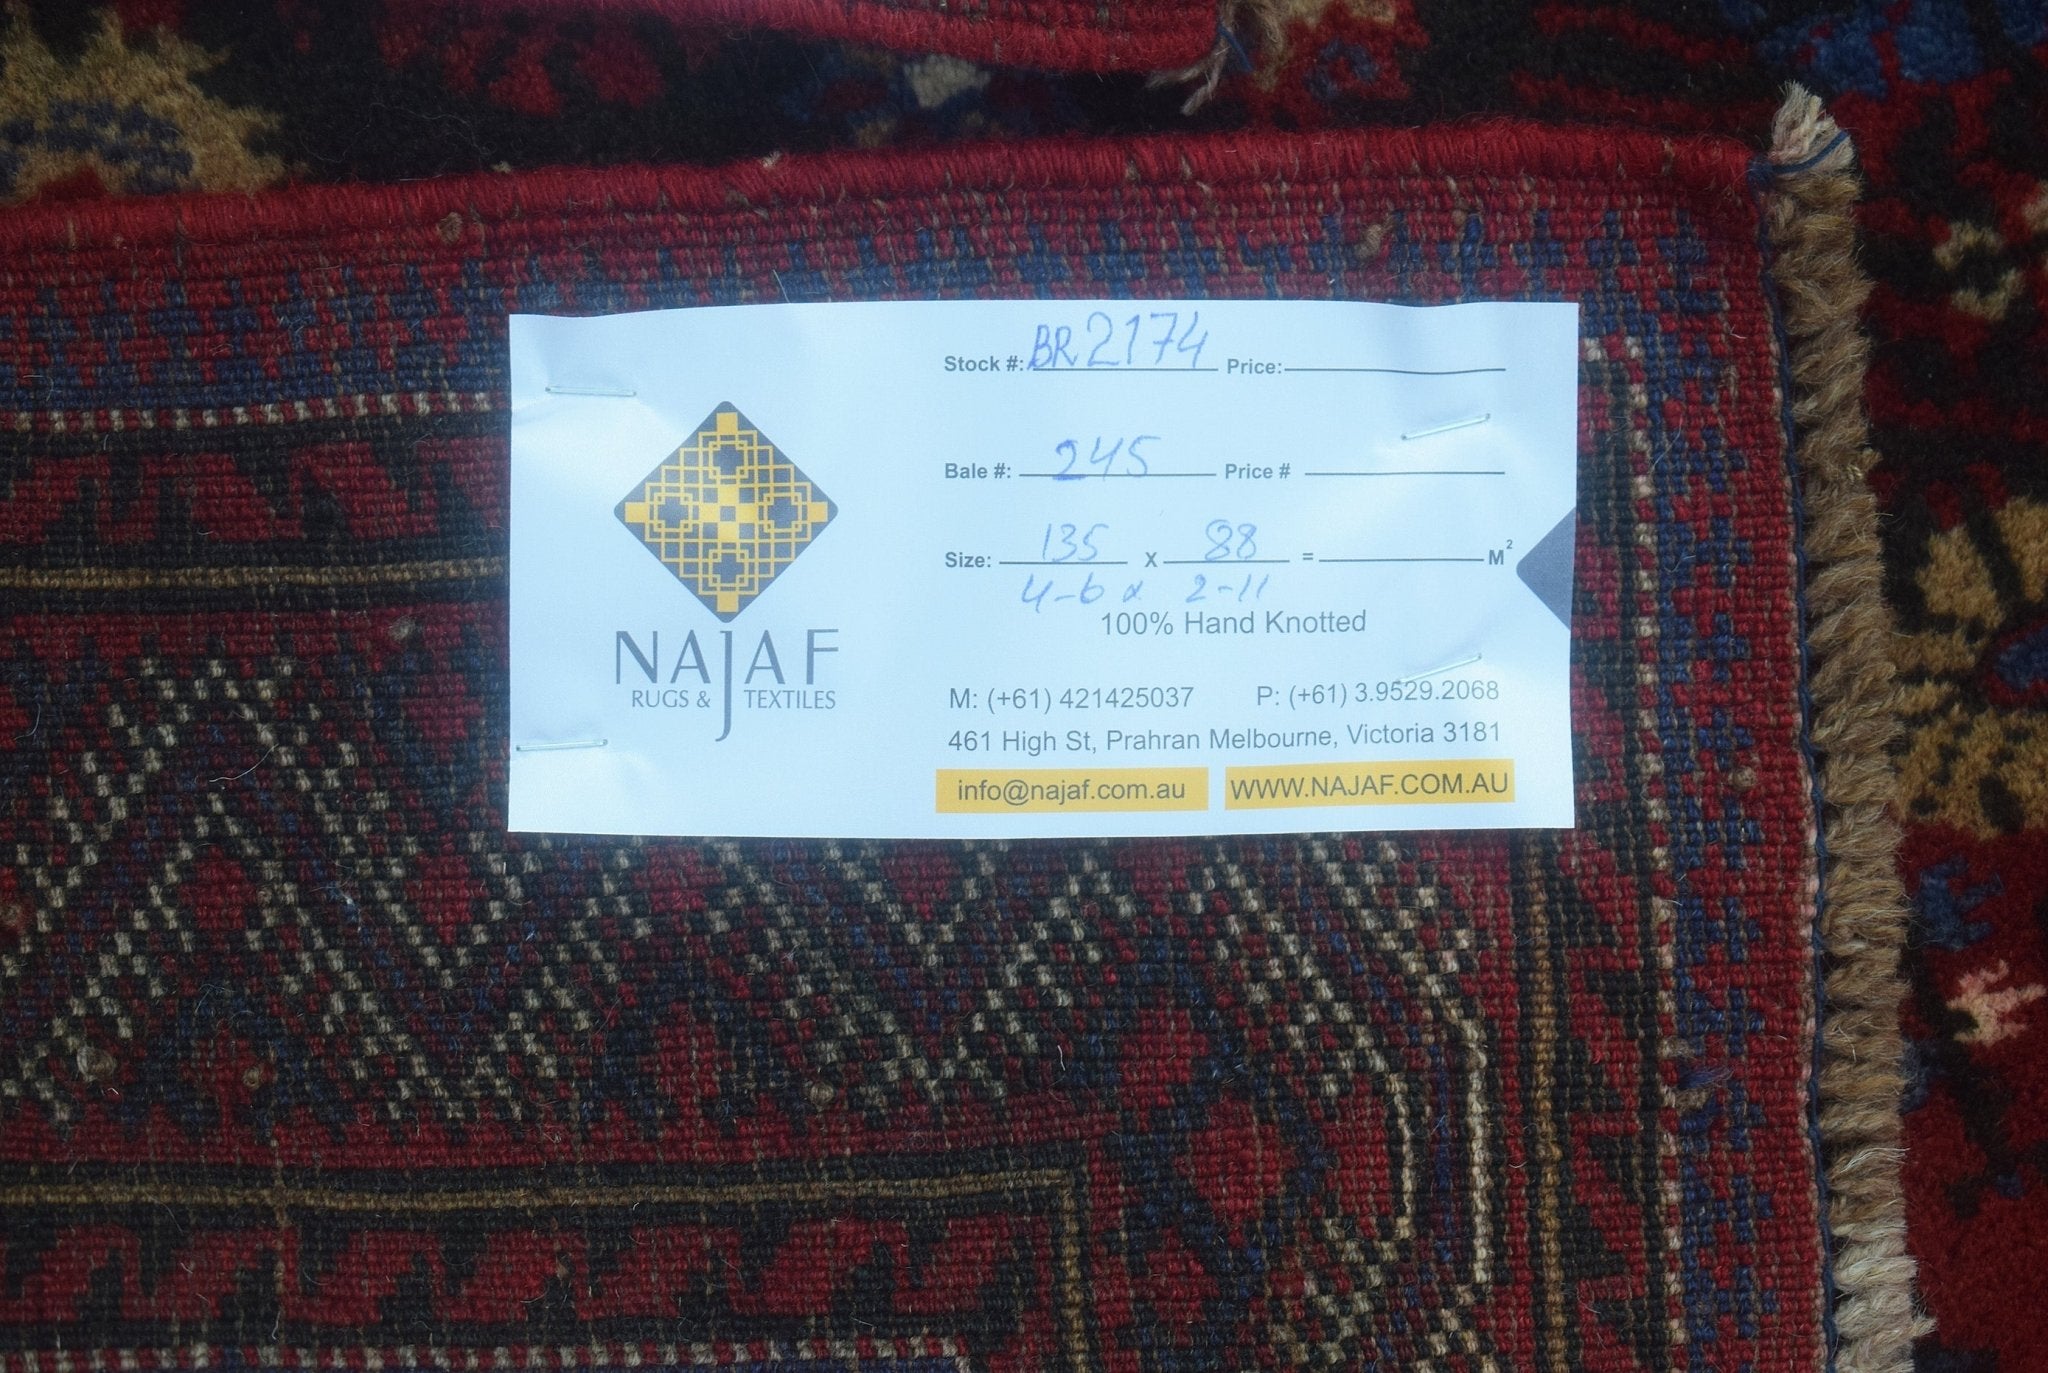 Stock #: BR2174 Price:
Bale #: 245 Price #
Size: 135 X 88 = M²
4-6 x 2-11
100% Hand Knotted
NAJAF
RUGS & TEXTILES
M: (+61) 421425037 P: (+61) 3.9529.2068
461 High St, Prahran Melbourne, Victoria 3181
info@najaf.com.au WWW.NAJAF.COM.AU